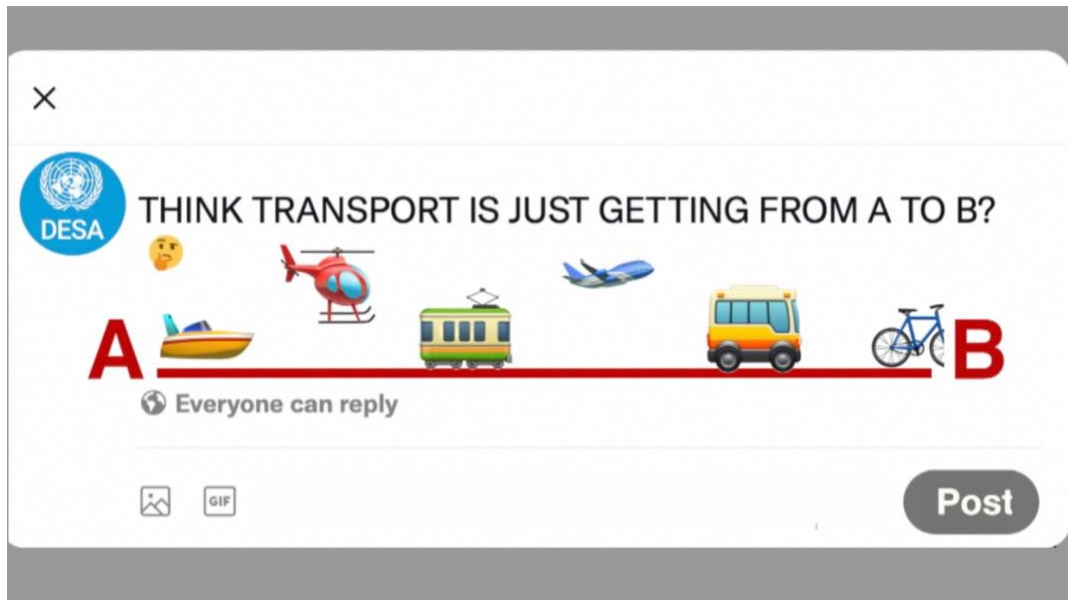 DESA
THINK TRANSPORT IS JUST GETTING FROM A TO B?
A B
Everyone can reply
GIF
Post